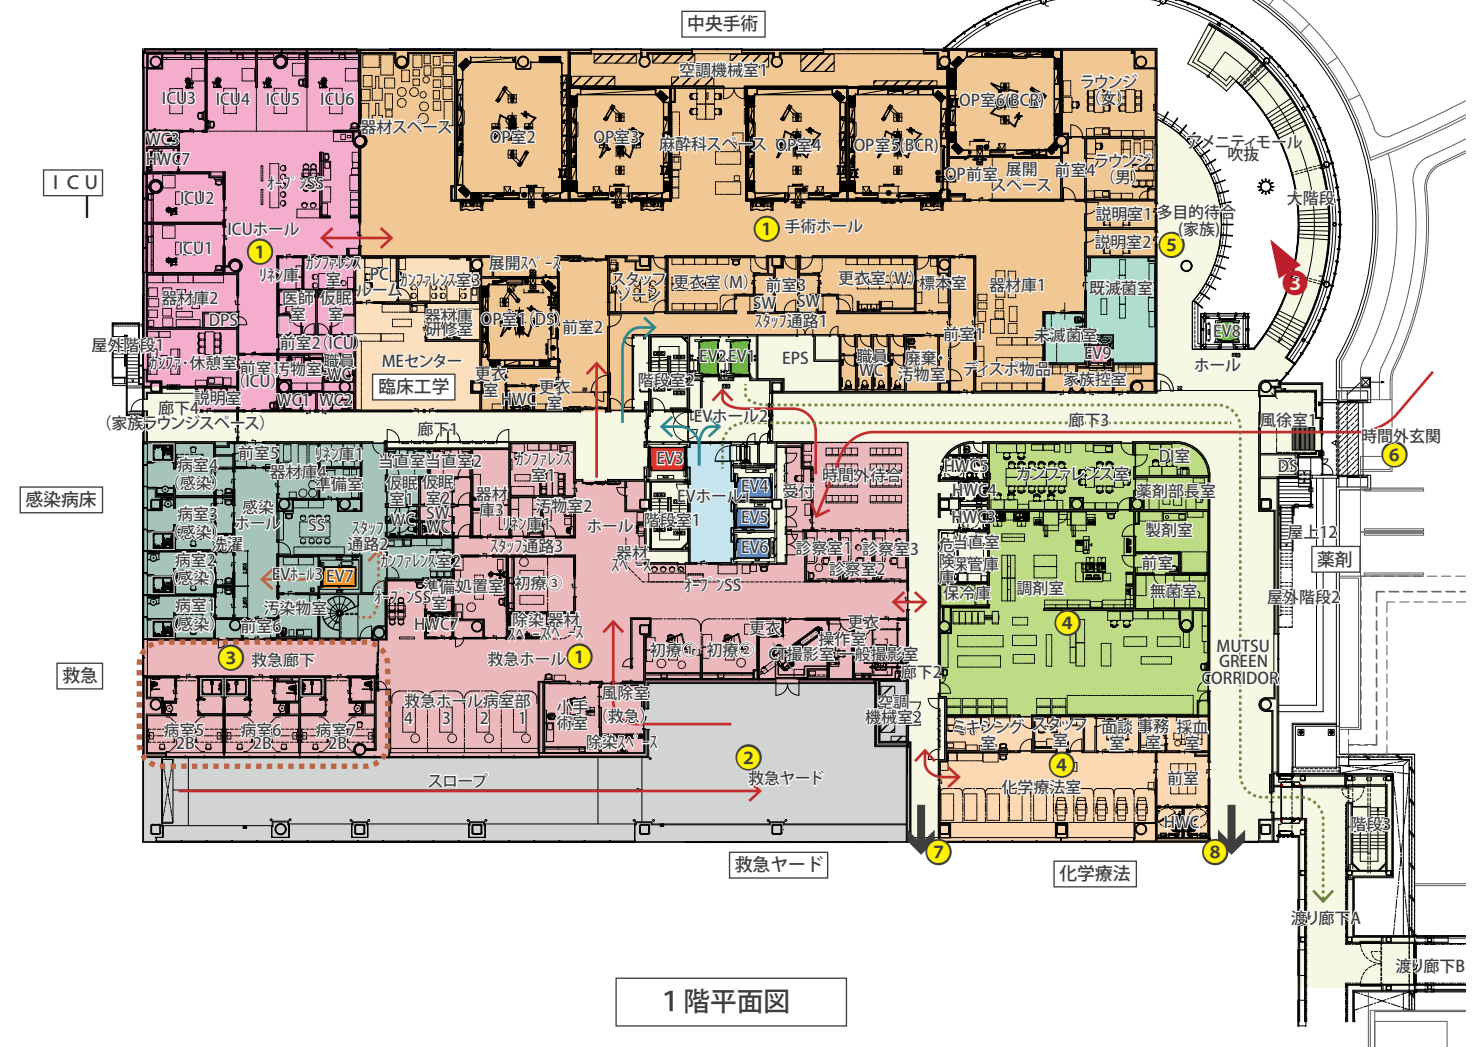 中央手術
ICU3
ICU4
ICU5
ICU6
器材スペース
OP室2
空調機械室1
OP室3
麻酔科スペース
OP室4
OP室5(BCR)
OP室6(BCR)
ラウンジ
(女)
アメニティモール
吹抜
WC3
HWC7
ICU
ICU2
オープンSS
OP前室
展開
スペース
前室4
ラウンジ
(男)
大階段
ICUホール
1
ICU1
1
手術ホール
説明室1
多目的待合
(家族)
説明室2
5
リネン庫
カンファレンス
室
PC
ルーム
カンファレンス室3
展開スペース
スタッフ
更衣室(M)
前室3
更衣室(W)
標本室
器材庫1
既滅菌室
3
器材庫2
医師
室
仮眠
室
DPS
SW
SW
器材庫
研修室
OP室1(DS)
前室2
スタッフ通路1
未滅菌室
EV8
屋外階段1
カンファ・休憩室
前室2(ICU)
前室1
(ICU)
汚物室
職員
WC
MEセンター
臨床工学
EV2
EV1
EPS
職員
WC
廃棄・
汚物室
前室1
EV9
ディスポ物品
家族控室
ホール
階段室2
更衣
室
HWC
更衣
室
説明室
WC1
WC2
廊下4
(家族ラウンジスペース)
廊下1
EVホール2
廊下3
風徐室1
時間外玄関
6
感染病床
病室4
(感染)
前室5
リネン庫1
器材庫4
準備室
当直室1
当直室2
仮眠
室1
仮眠
室2
カンファレンス
室1
EV3
EV4
EV5
EV6
EVホール1
受付
時間外待合
HWC5
HWC4
HWC3
カンファレンス室
DI室
薬剤部長室
DS
病室3
(感染)
感染
ホール
SS
SW
WC
WC
器材
庫3
汚物室2
リネン庫1
ホール
階段室1
製剤室
屋上12
薬剤
洗濯
スタッフ
通路2
スタッフ通路3
器材
スペース
診察室1
診察室3
診察室2
当直室
危険
庫
保管庫
保冷庫
調剤室
前室
無菌室
屋外階段2
病室2
(感染)
EVホール3
EV7
カンファレンス室2
オープンSS
準備
室
処置室
初療③
オープンSS
病室1
(感染)
汚染物室
前室6
HWC7
除染
スペース
器材
スペース
4
救急
3
救急廊下
救急ホール
1
初療①
初療②
更衣
操作室
更衣
CT撮影室
一般撮影室
廊下2
MUTSU
GREEN
CORRIDOR
病室5
2B
病室6
2B
病室7
2B
救急ホール病室部
4
3
2
1
小手
術室
風除室
(救急)
除染スペース
空調
機械室2
ミキシング
室
スタッフ
室
面談
室
事務
室
採血
室
スロープ
2
救急ヤード
4
化学療法室
前室
HWC
階段3
7
8
救急ヤード
化学療法
渡り廊下A
渡り廊下B
1階平面図